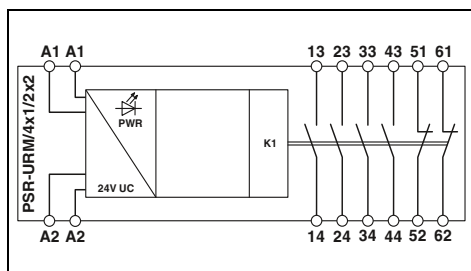 A1 A1 13 23 33 43 51 61
PSR-URM/4x1/2x2
PWR
K1
24V UC
A2 A2 14 24 34 44 52 62